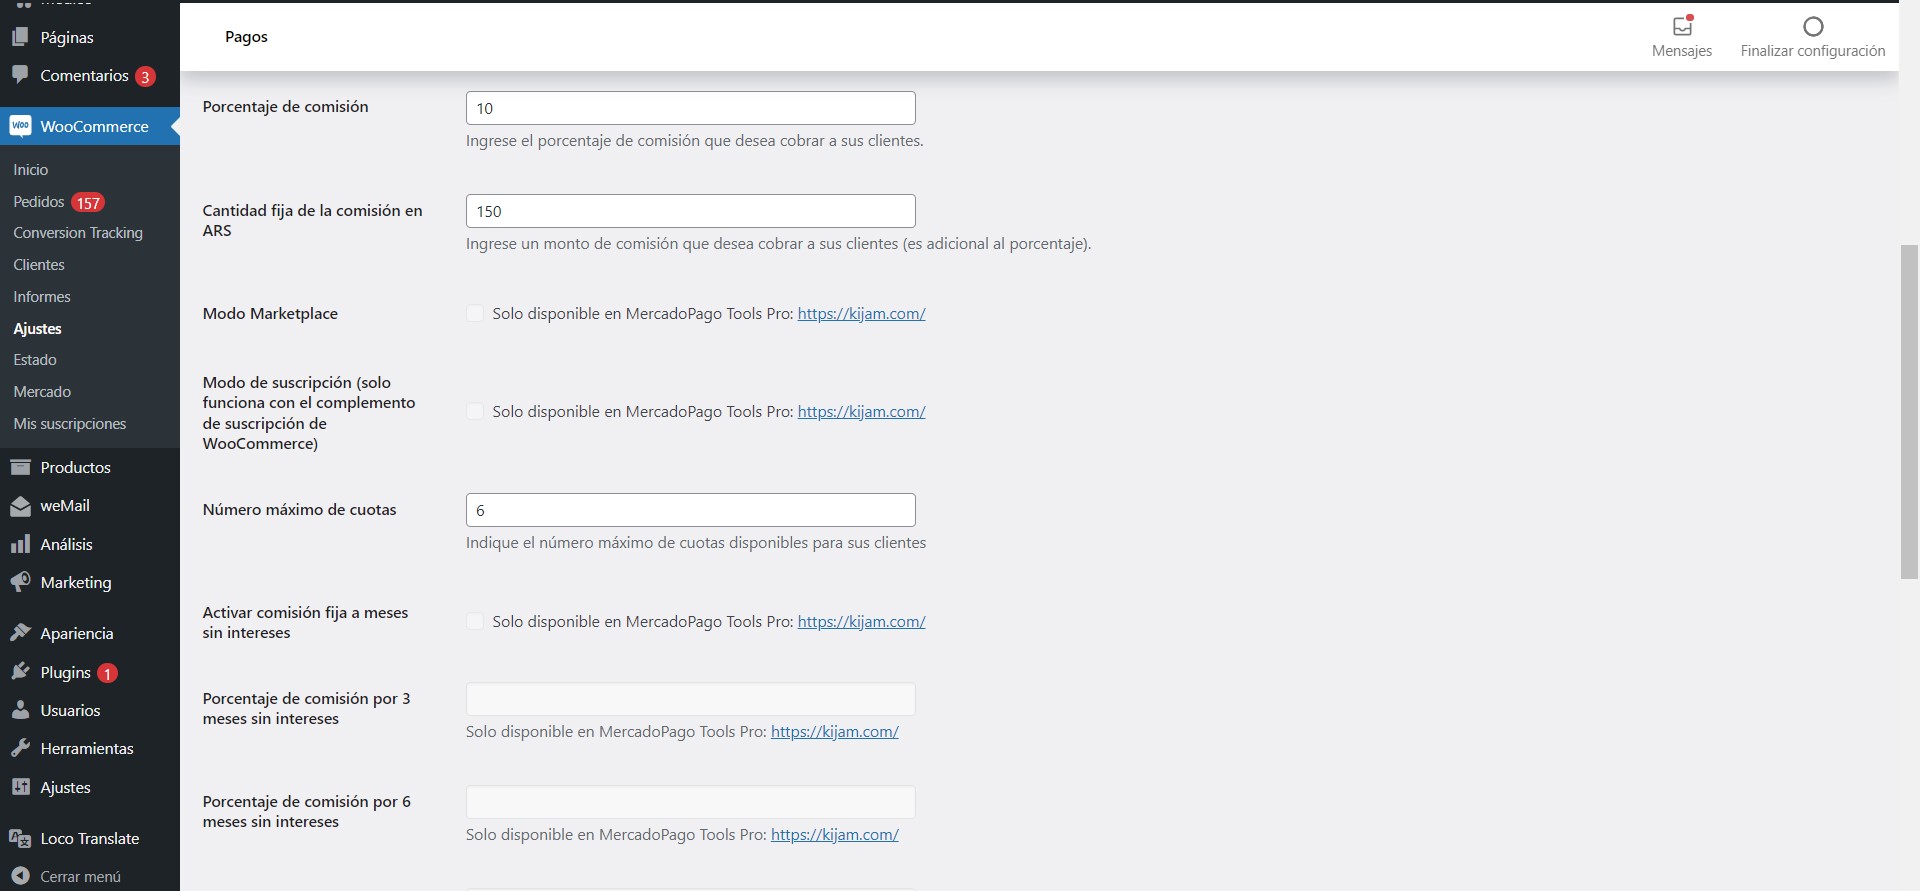 Medios
Páginas
Comentarios 3
WooCommerce
Inicio
Pedidos 157
Conversion Tracking
Clientes
Informes
Ajustes
Estado
Mercado
Mis suscripciones
Productos
weMail
Análisis
Marketing
Apariencia
Plugins 1
Usuarios
Herramientas
Ajustes
Loco Translate
Cerrar menú
Pagos
Mensajes
Finalizar configuración
Porcentaje de comisión
10
Ingrese el porcentaje de comisión que desea cobrar a sus clientes.
Cantidad fija de la comisión en
ARS
150
Ingrese un monto de comisión que desea cobrar a sus clientes (es adicional al porcentaje).
Modo Marketplace
Solo disponible en MercadoPago Tools Pro: https://kijam.com/
Modo de suscripción (solo
funciona con el complemento
de suscripción de
WooCommerce)
Solo disponible en MercadoPago Tools Pro: https://kijam.com/
Número máximo de cuotas
6
Indique el número máximo de cuotas disponibles para sus clientes
Activar comisión fija a meses
sin intereses
Solo disponible en MercadoPago Tools Pro: https://kijam.com/
Porcentaje de comisión por 3
meses sin intereses
Solo disponible en MercadoPago Tools Pro: https://kijam.com/
Porcentaje de comisión por 6
meses sin intereses
Solo disponible en MercadoPago Tools Pro: https://kijam.com/